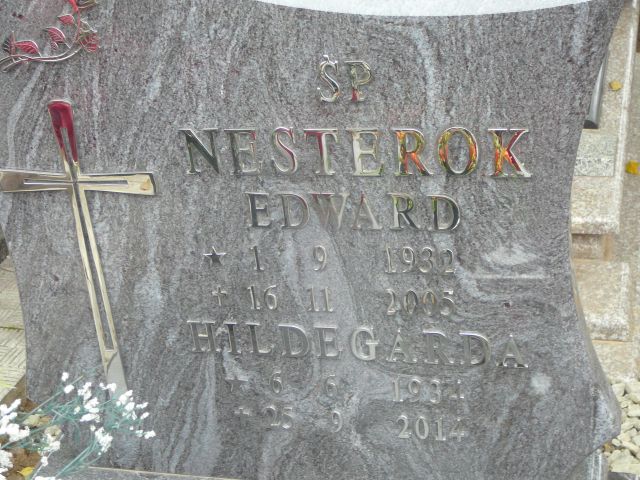 ŚP
NESTEROK
EDWARD
★ 1 9 1932
✝ 16 11 2005
HILDEGARDA
★ 6 6 1934
✝ 25 9 2014